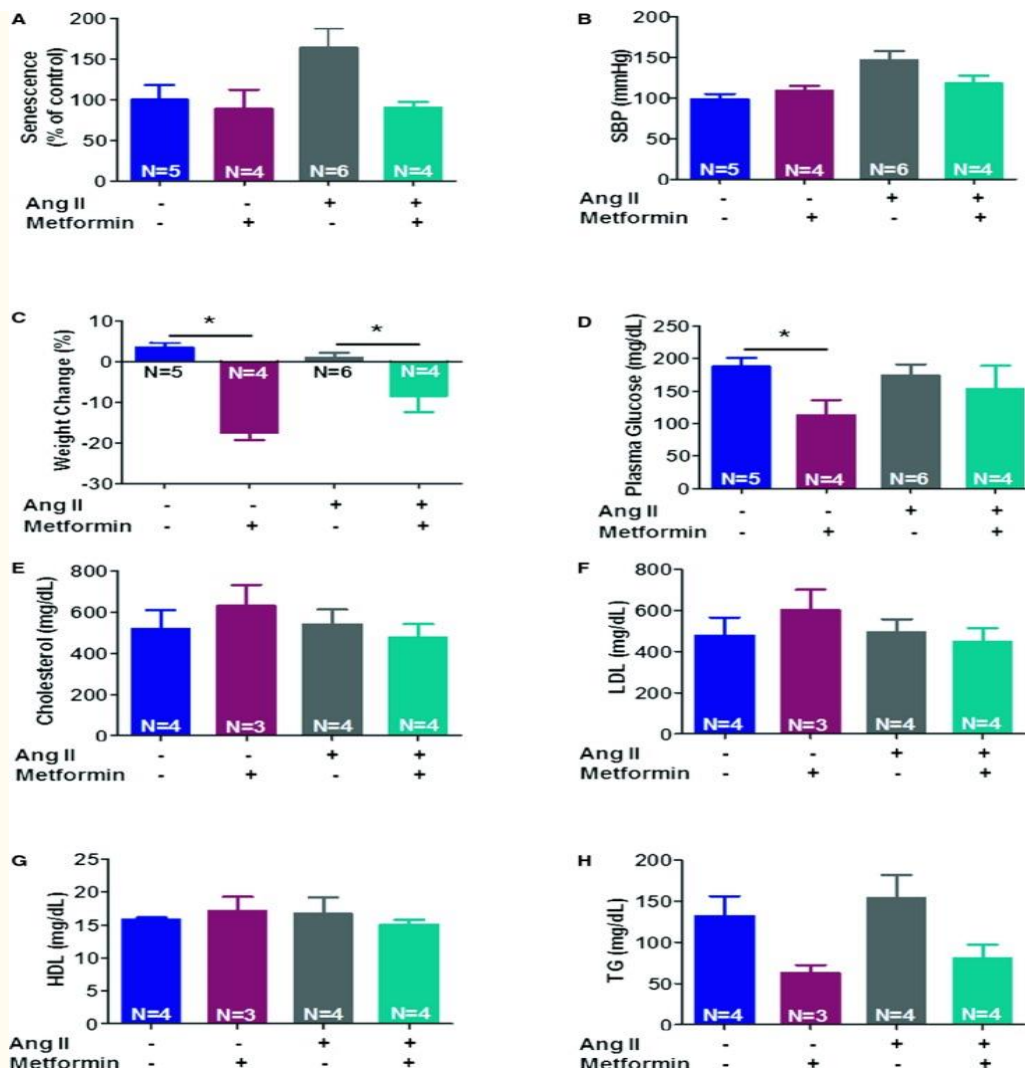 A
Senescence
(% of control)
200
150
100
50
0
N=5 N=4 N=6 N=4
Ang II - - + +
Metformin - + - +
B
SBP (mmHg)
200
150
100
50
0
N=5 N=4 N=6 N=4
Ang II - - + +
Metformin - + - +
C
Weight Change (%)
10
0
-10
-20
-30
* *
N=5 N=4 N=6 N=4
Ang II - - + +
Metformin - + - +
D
Plasma Glucose (mg/dL)
250
200
150
100
50
0
*
N=5 N=4 N=6 N=4
Ang II - - + +
Metformin - + - +
E
Cholesterol (mg/dL)
800
600
400
200
0
N=4 N=3 N=4 N=4
Ang II - - + +
Metformin - + - +
F
LDL (mg/dL)
800
600
400
200
0
N=4 N=3 N=4 N=4
Ang II - - + +
Metformin - + - +
G
HDL (mg/dL)
25
20
15
10
5
0
N=4 N=3 N=4 N=4
Ang II - - + +
Metformin - + - +
H
TG (mg/dL)
200
150
100
50
0
N=4 N=3 N=4 N=4
Ang II - - + +
Metformin - + - +